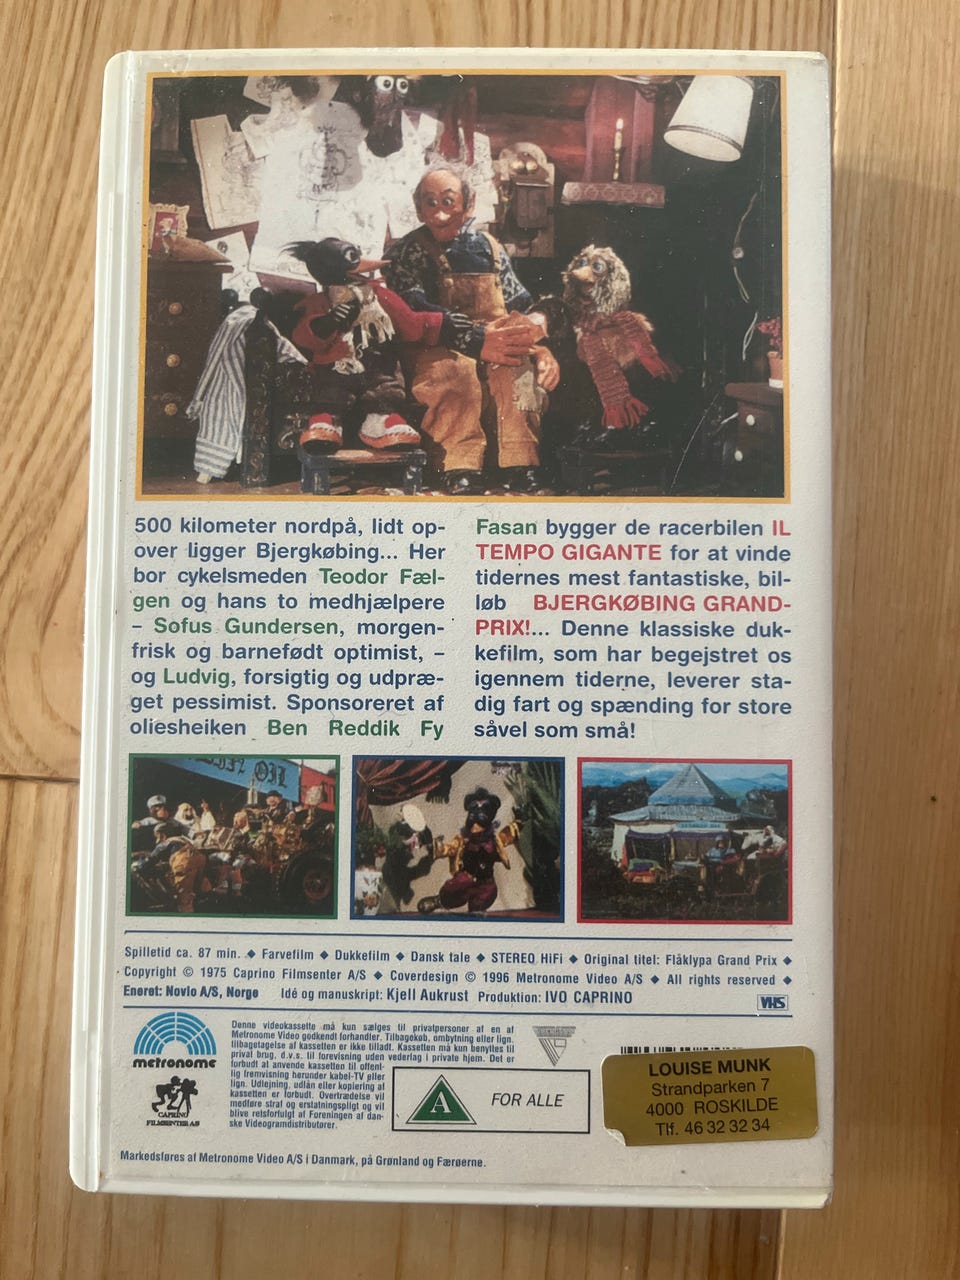 500 kilometer nordpå, lidt op-
over ligger Bjergkøbing... Her
bor cykelsmeden Teodor Fæl-
gen og hans to medhjælpere
– Sofus Gundersen, morgen-
frisk og barnefødt optimist, –
og Ludvig, forsigtig og udpræ-
get pessimist. Sponsoreret af
oliesheiken Ben Reddik Fy
Fasan bygger de racerbilen IL
TEMPO GIGANTE for at vinde
tidernes mest fantastiske, bil-
løb BJERGKØBING GRAND-
PRIX!... Denne klassiske duk-
kefilm, som har begejstret os
igennem tiderne, leverer sta-
dig fart og spænding for store
såvel som små!
OIL
Spilletid ca. 87 min. ◆ Farvefilm ◆ Dukkefilm ◆ Dansk tale ◆ STEREO HiFi ◆ Original titel: Flåklypa Grand Prix ◆
Copyright © 1975 Caprino Filmsenter A/S ◆ Coverdesign © 1996 Metronome Video A/S ◆ All rights reserved ◆
Eneret: Novio A/S, Norge Idé og manuskript: Kjell Aukrust Produktion: IVO CAPRINO
VHS
metronome
CAPRINO
FILMSENTER A/S
Denne videokassette må kun sælges til privatpersoner af en af
Metronome Video godkendt forhandler. Tilbagekøb, ombytning eller lign.
tilbagetagelse af kassetten er ikke tilladt. Kassetten må kun benyttes til
privat brug, d.v.s. til forevisning uden vederlag i private hjem. Det er
forbudt at anvende kassetten til offent-
lig fremvisning herunder kabel-TV eller
lign. Udlejning, udlån eller kopiering af
kassetten er forbudt. Overtrædelse vil
medføre straf og erstatningspligt og vil
blive retsforfulgt af Foreningen af dan-
ske Videogramdistributører.
A FOR ALLE
LOUISE MUNK
Strandparken 7
4000 ROSKILDE
Tlf. 46 32 32 34
Markedsføres af Metronome Video A/S i Danmark, på Grønland og Færøerne.